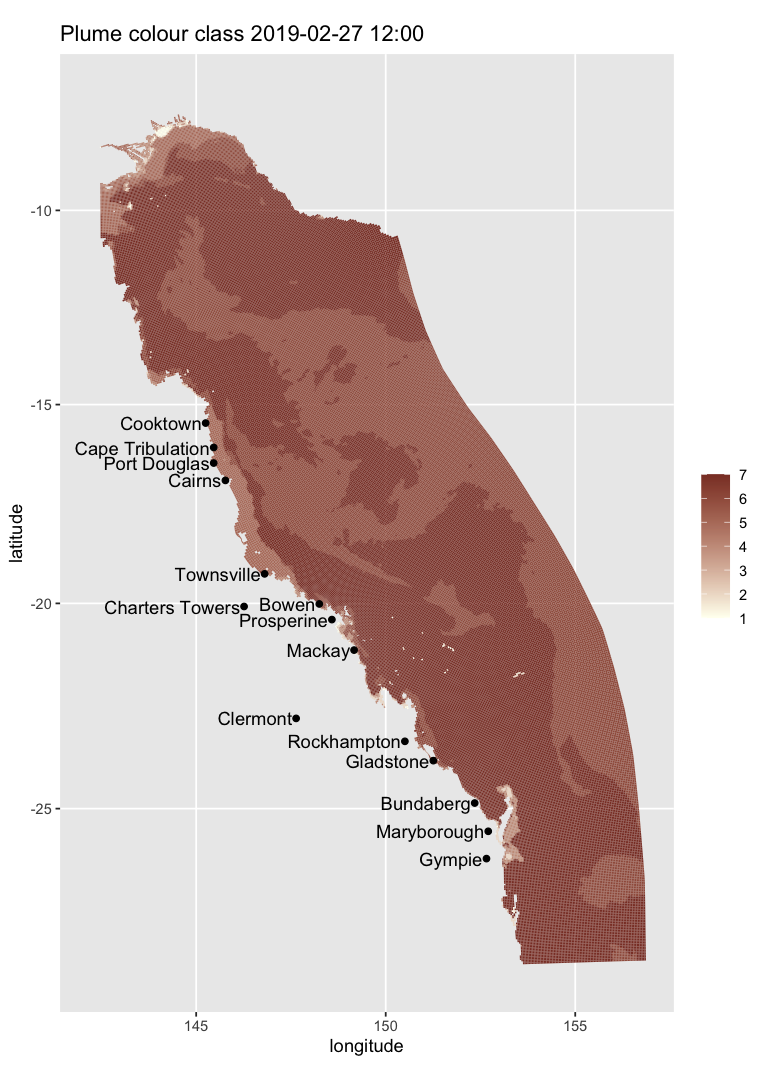 Plume colour class 2019-02-27 12:00
-10
-15
Cooktown
Cape Tribulation
Port Douglas
Cairns
latitude
7
6
5
4
3
2
1
Townsville
-20
Charters Towers
Bowen
Prosperine
Mackay
Clermont
Rockhampton
Gladstone
-25
Bundaberg
Maryborough
Gympie
145
150
155
longitude